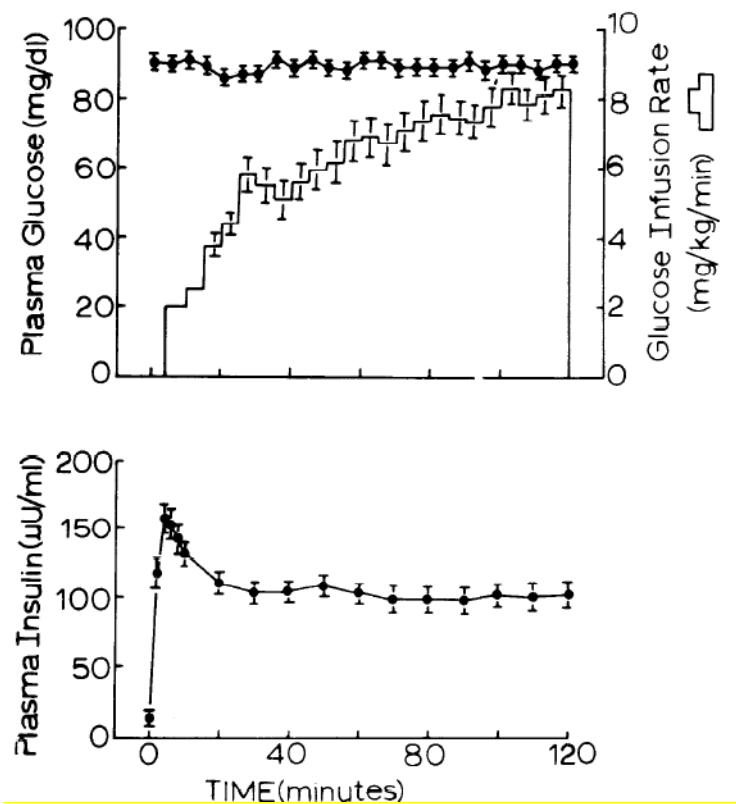 Plasma Glucose (mg/dl)
100
80
60
40
20
0
10
8
6
4
2
0
Glucose Infusion Rate
(mg/kg/min)
Plasma Insulin (uU/ml)
200
150
100
50
0
0 40 80 120
TIME (minutes)